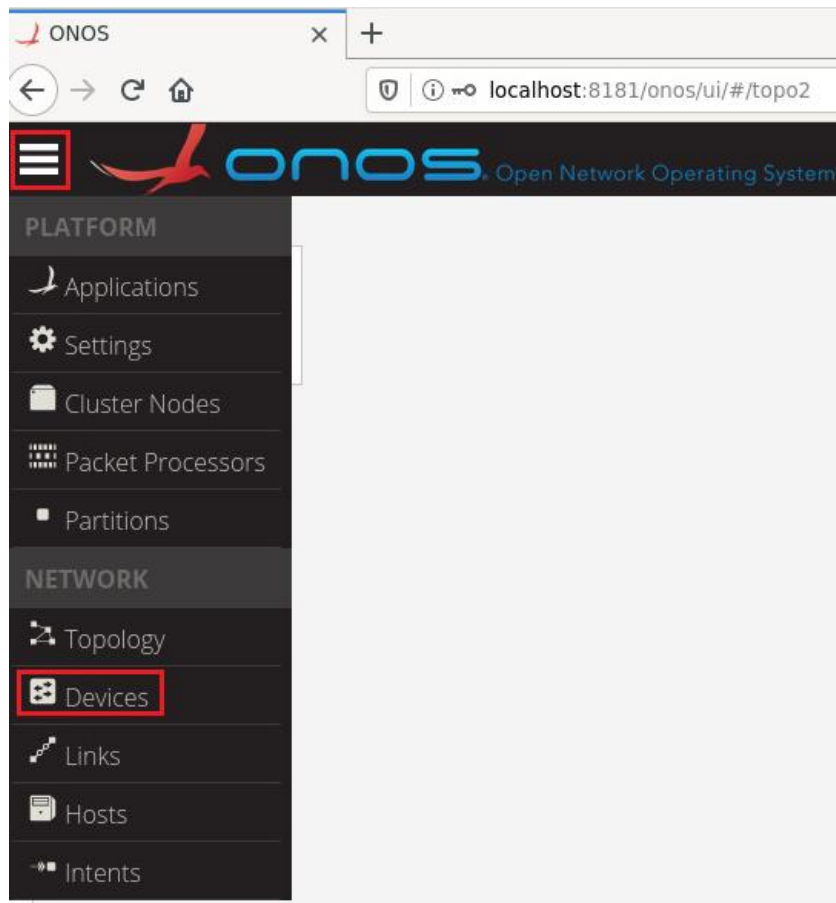 ONOS
localhost:8181/onos/ui/#/topo2
onos. Open Network Operating System
PLATFORM
Applications
Settings
Cluster Nodes
Packet Processors
Partitions
NETWORK
Topology
Devices
Links
Hosts
Intents